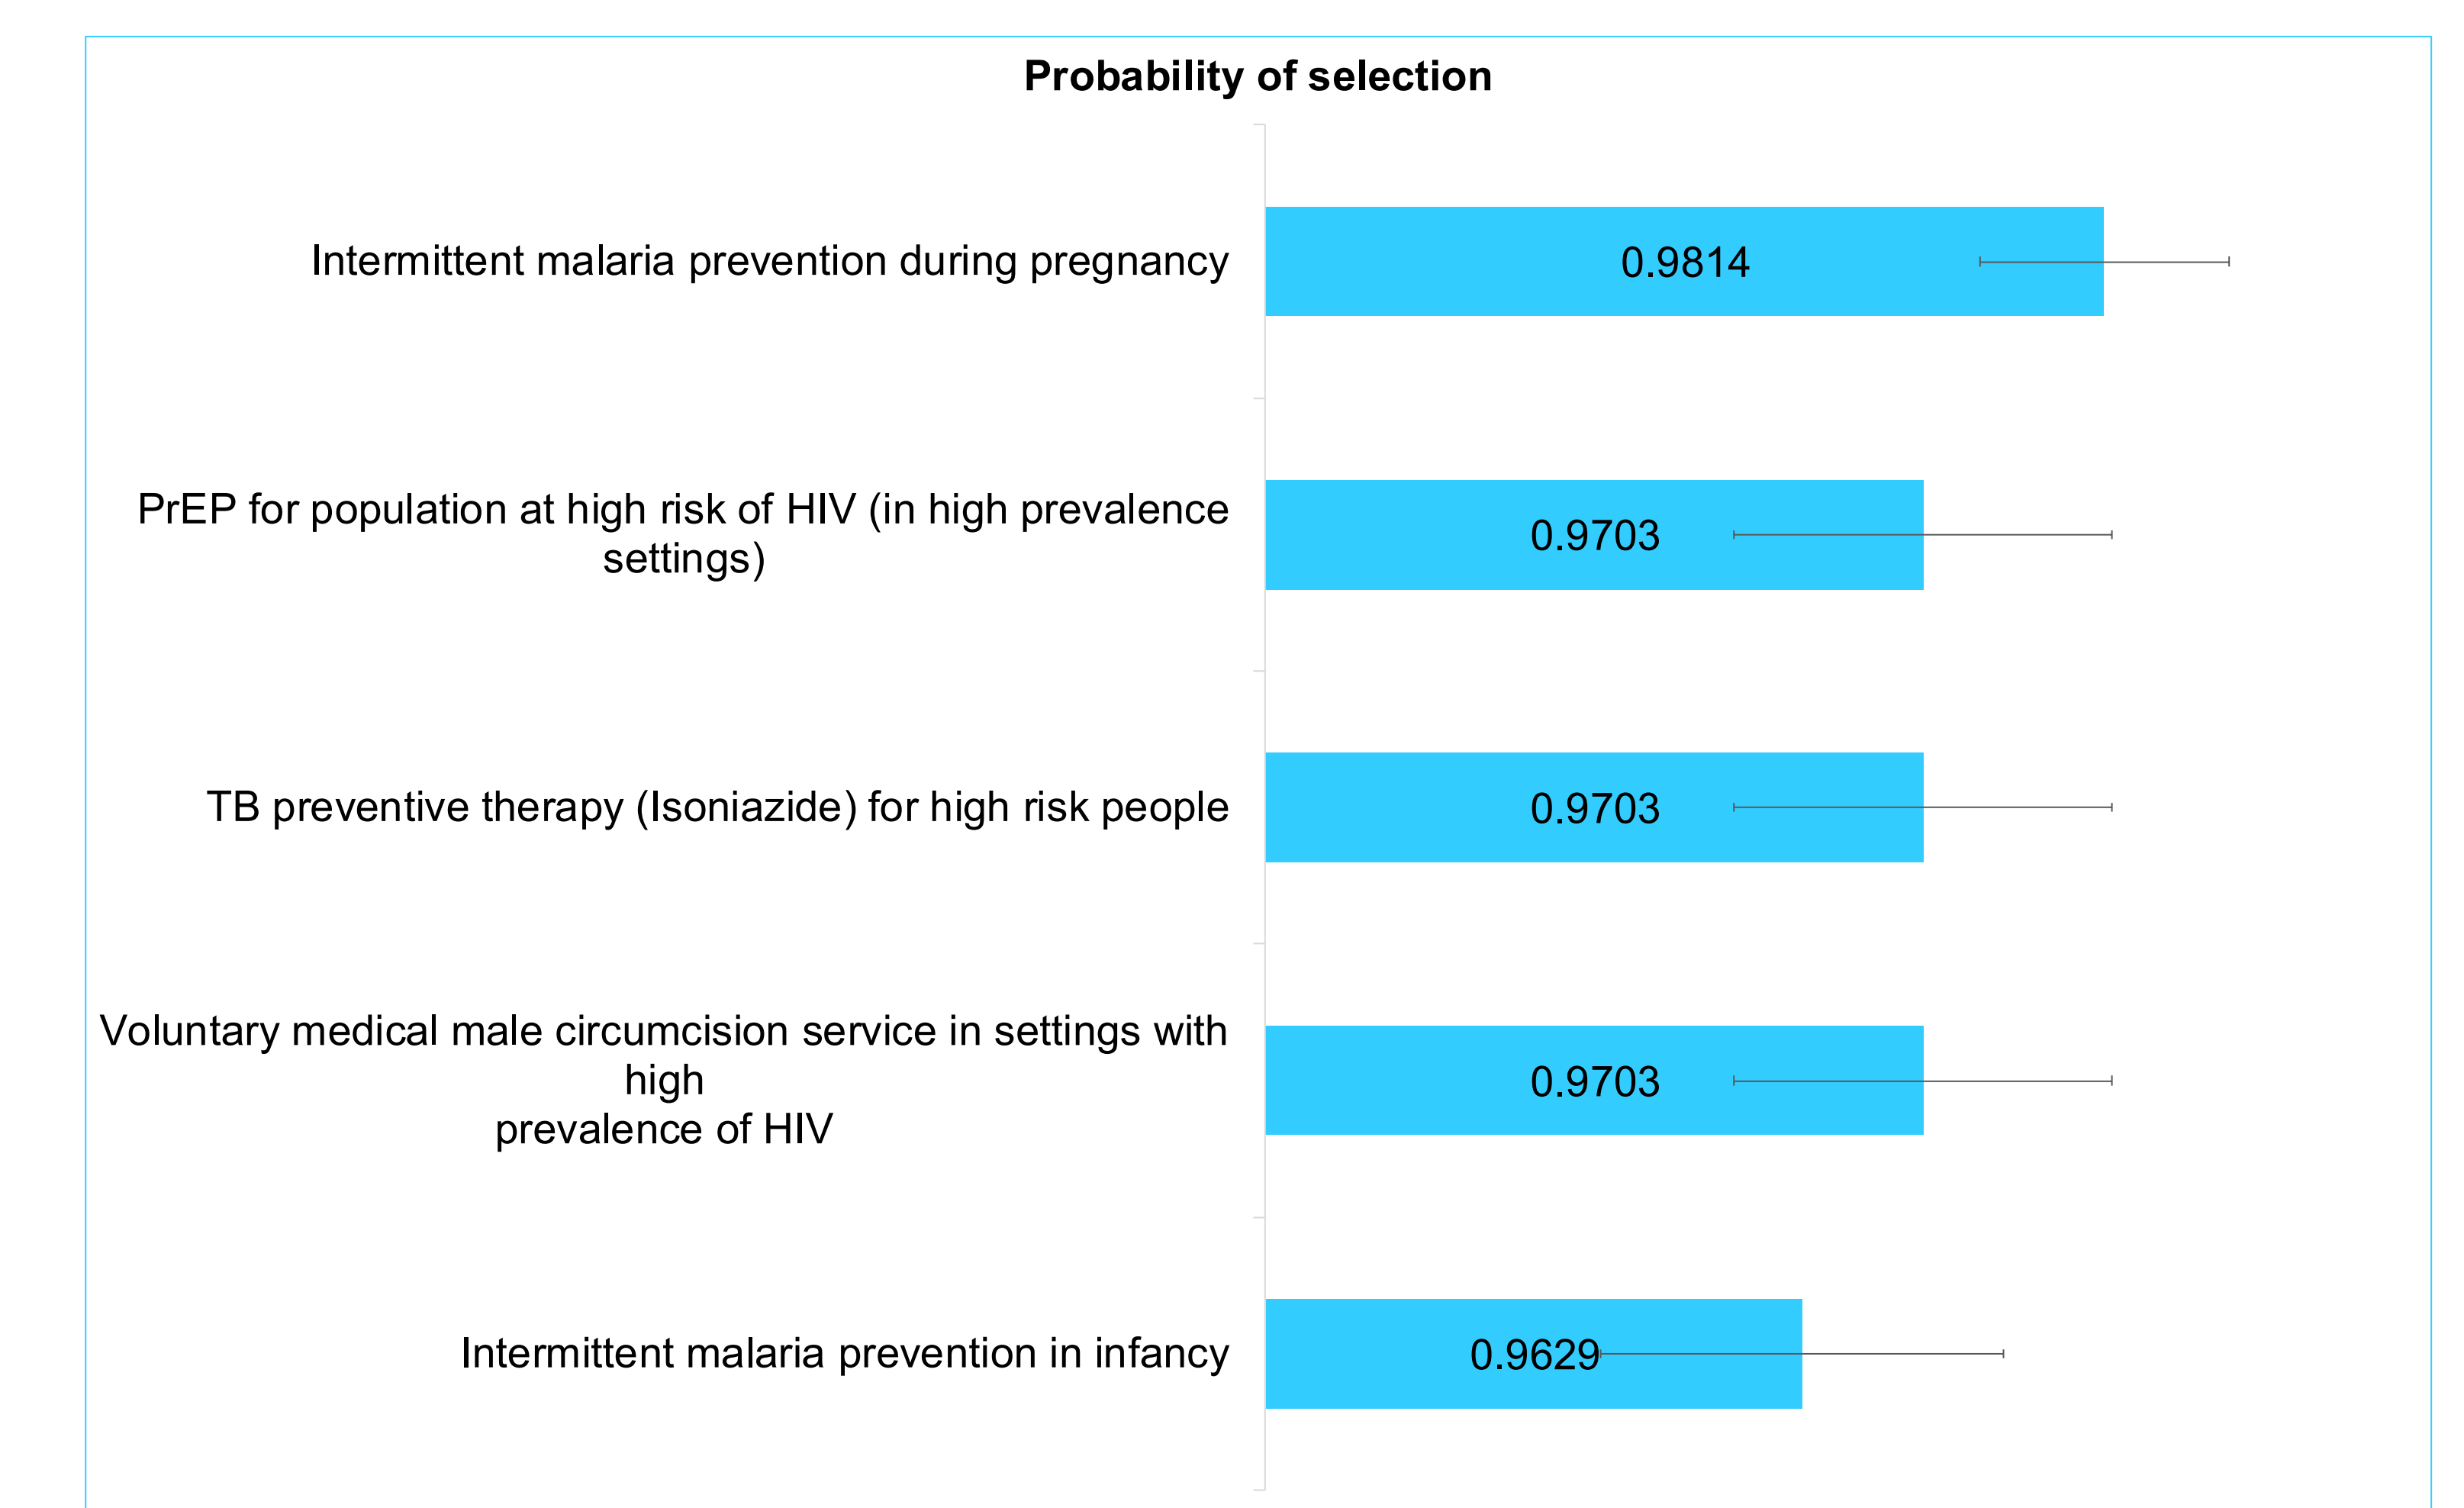 Probability of selection
Intermittent malaria prevention during pregnancy
0.9814
PrEP for population at high risk of HIV (in high prevalence
settings)
0.9703
TB preventive therapy (Isoniazide) for high risk people
0.9703
Voluntary medical male circumcision service in settings with
high
prevalence of HIV
0.9703
Intermittent malaria prevention in infancy
0.9629